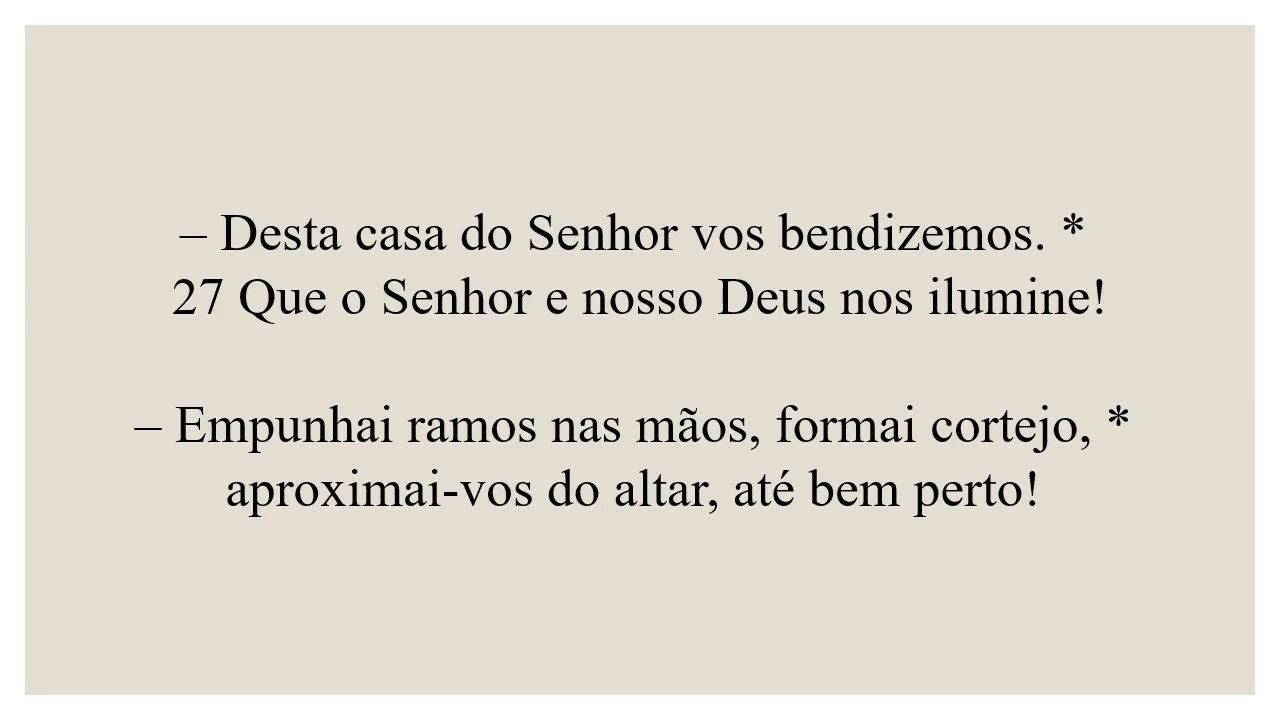 – Desta casa do Senhor vos bendizemos. *
27 Que o Senhor e nosso Deus nos ilumine!
– Empunhai ramos nas mãos, formai cortejo, *
aproximai-vos do altar, até bem perto!